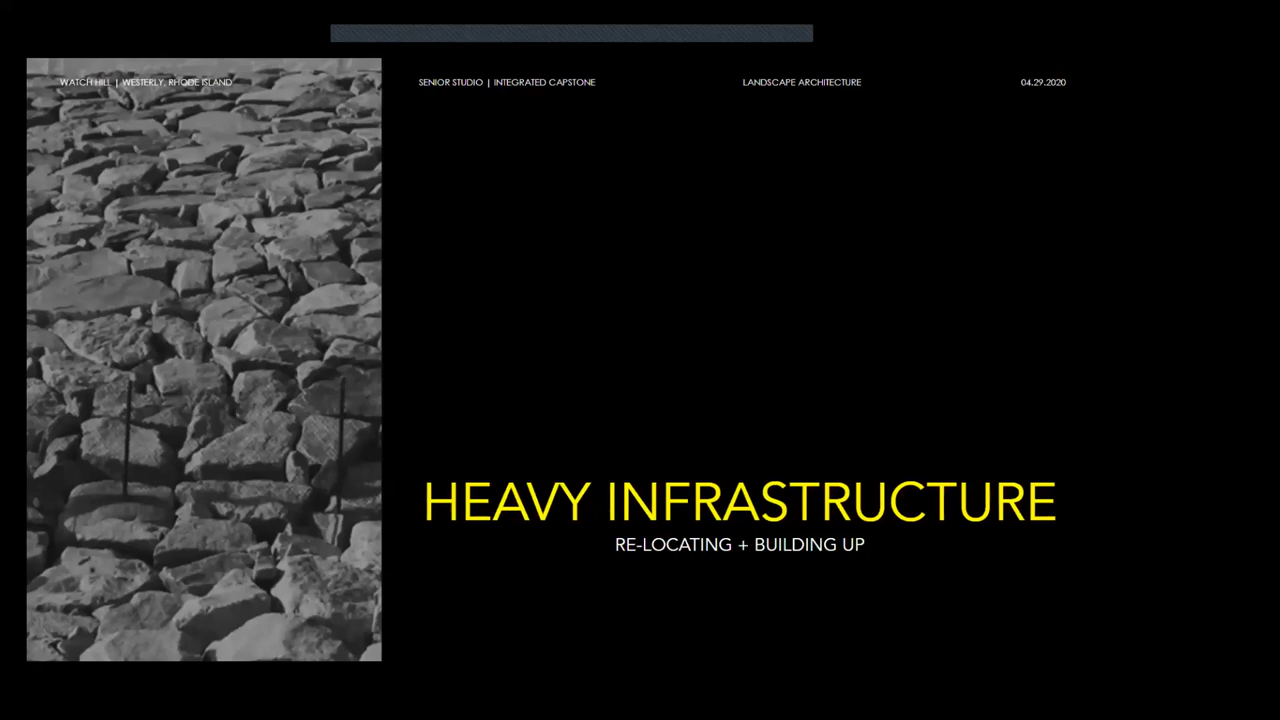 WATCH HILL | WESTERLY, RHODE ISLAND
SENIOR STUDIO | INTEGRATED CAPSTONE
LANDSCAPE ARCHITECTURE
04.29.2020
HEAVY INFRASTRUCTURE
RE-LOCATING + BUILDING UP